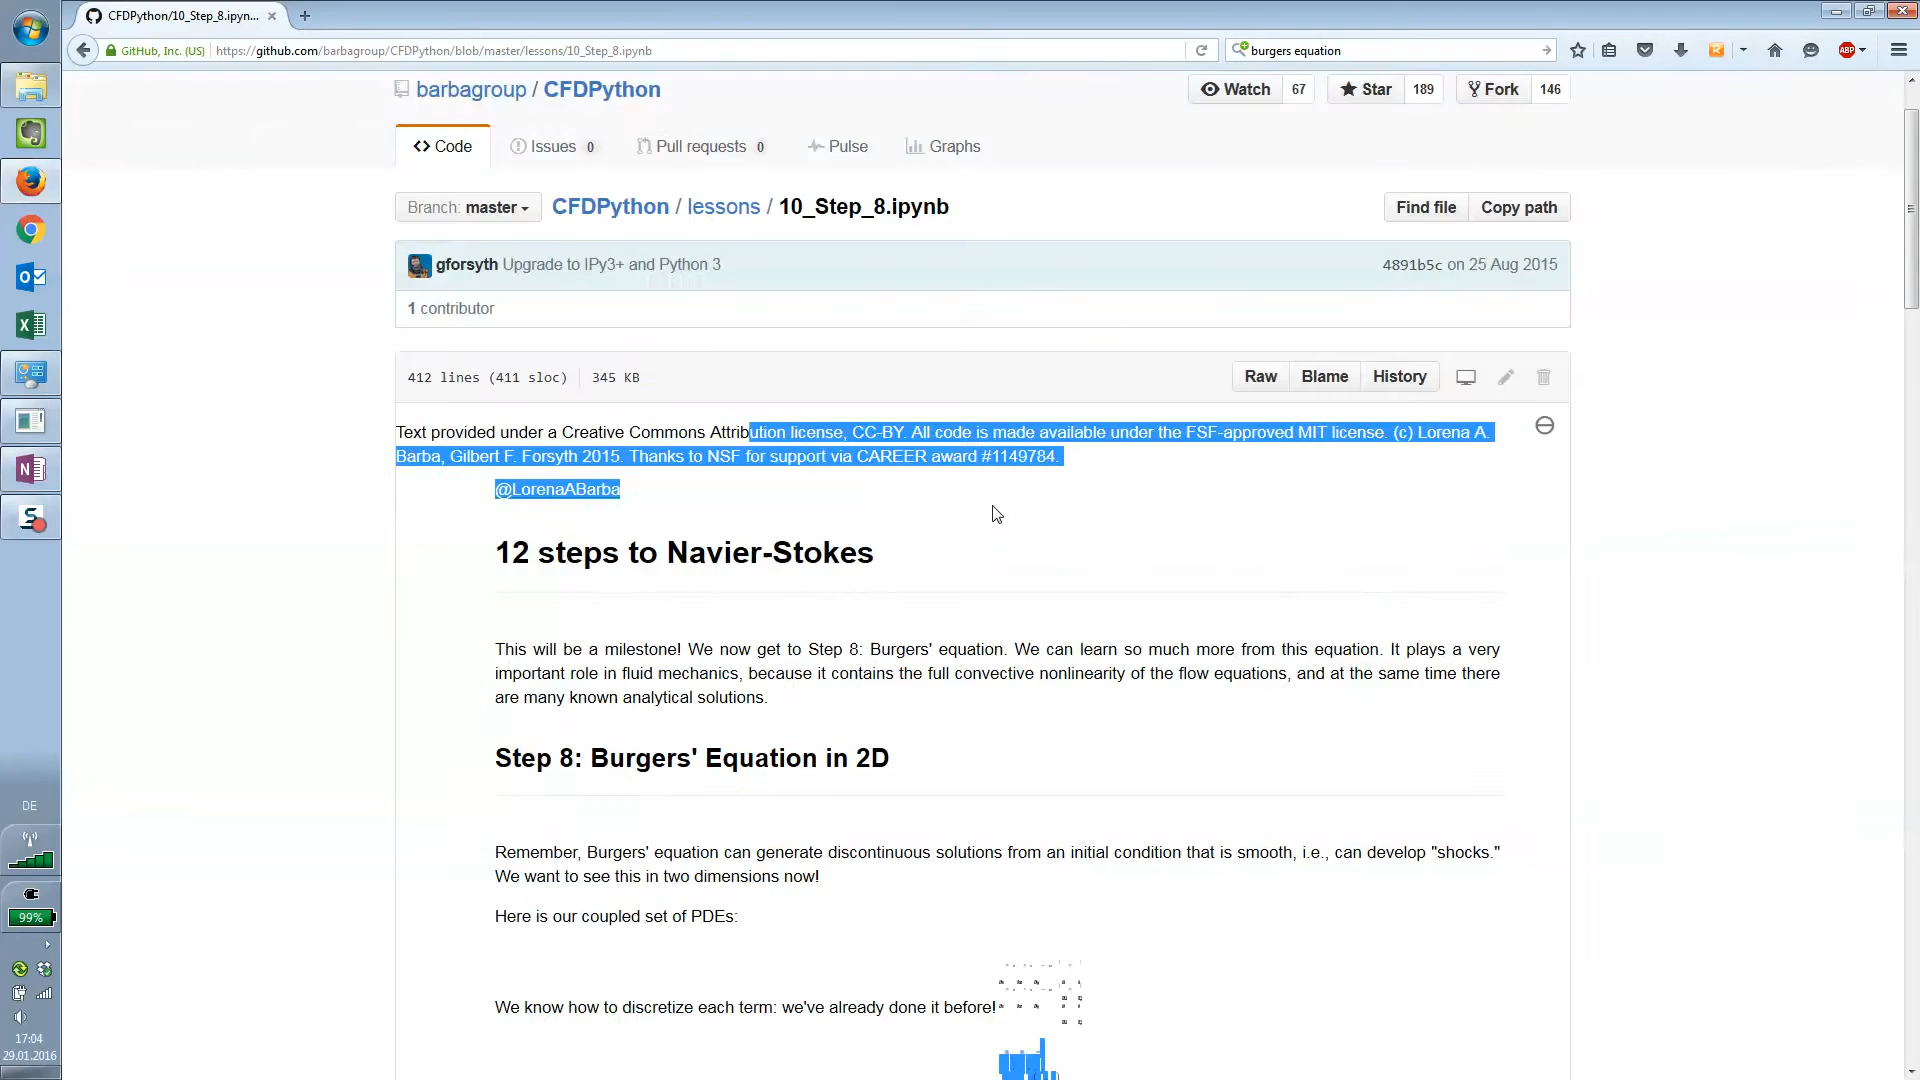 CFDPython/10_Step_8.ipyn...
GitHub, Inc. (US)
https://github.com/barbagroup/CFDPython/blob/master/lessons/10_Step_8.ipynb
burgers equation
ABP
barbagroup / CFDPython
Watch 67
Star 189
Fork 146
Code
Issues 0
Pull requests 0
Pulse
Graphs
Branch: master
CFDPython / lessons / 10_Step_8.ipynb
Find file
Copy path
gforsyth Upgrade to IPy3+ and Python 3
4891b5c on 25 Aug 2015
1 contributor
412 lines (411 sloc) 345 KB
Raw
Blame
History
Text provided under a Creative Commons Attribution license, CC-BY. All code is made available under the FSF-approved MIT license. (c) Lorena A.
Barba, Gilbert F. Forsyth 2015. Thanks to NSF for support via CAREER award #1149784.
@LorenaABarba
12 steps to Navier-Stokes
This will be a milestone! We now get to Step 8: Burgers' equation. We can learn so much more from this equation. It plays a very
important role in fluid mechanics, because it contains the full convective nonlinearity of the flow equations, and at the same time there
are many known analytical solutions.
Step 8: Burgers' Equation in 2D
Remember, Burgers' equation can generate discontinuous solutions from an initial condition that is smooth, i.e., can develop "shocks."
We want to see this in two dimensions now!
Here is our coupled set of PDEs:
We know how to discretize each term: we've already done it before!
DE
99%
17:04
29.01.2016